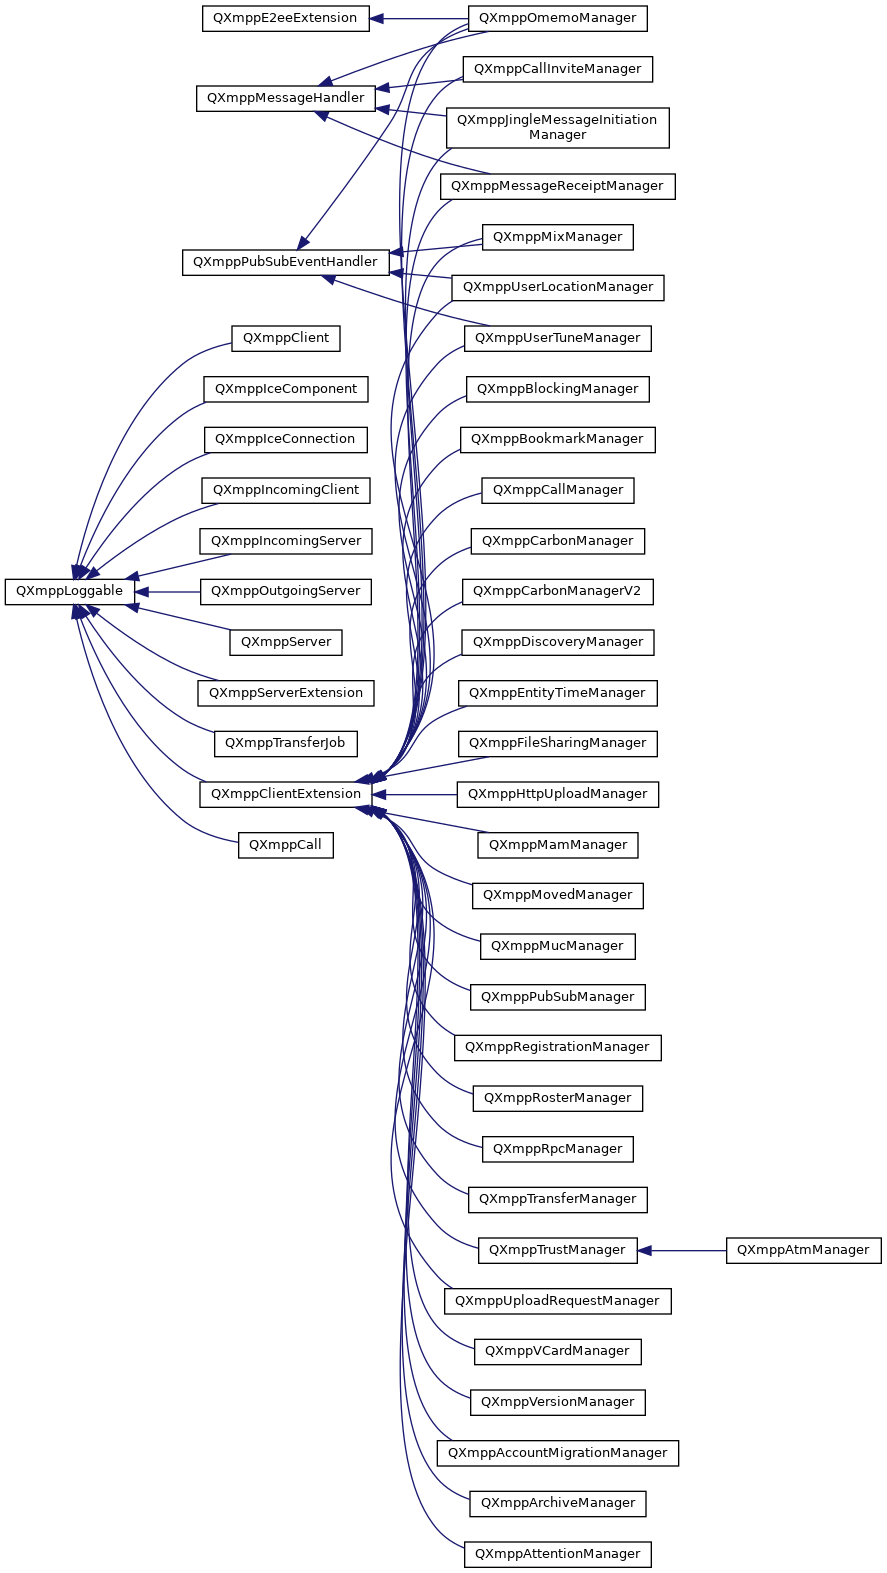 QXmppE2eeExtension
QXmppOmemoManager
QXmppCallInviteManager
QXmppMessageHandler
QXmppJingleMessageInitiation
Manager
QXmppMessageReceiptManager
QXmppMixManager
QXmppPubSubEventHandler
QXmppUserLocationManager
QXmppClient
QXmppUserTuneManager
QXmppIceComponent
QXmppBlockingManager
QXmppIceConnection
QXmppBookmarkManager
QXmppIncomingClient
QXmppCallManager
QXmppIncomingServer
QXmppCarbonManager
QXmppLoggable
QXmppOutgoingServer
QXmppCarbonManagerV2
QXmppServer
QXmppDiscoveryManager
QXmppServerExtension
QXmppEntityTimeManager
QXmppTransferJob
QXmppFileSharingManager
QXmppClientExtension
QXmppHttpUploadManager
QXmppCall
QXmppMamManager
QXmppMovedManager
QXmppMucManager
QXmppPubSubManager
QXmppRegistrationManager
QXmppRosterManager
QXmppRpcManager
QXmppTransferManager
QXmppTrustManager
QXmppAtmManager
QXmppUploadRequestManager
QXmppVCardManager
QXmppVersionManager
QXmppAccountMigrationManager
QXmppArchiveManager
QXmppAttentionManager